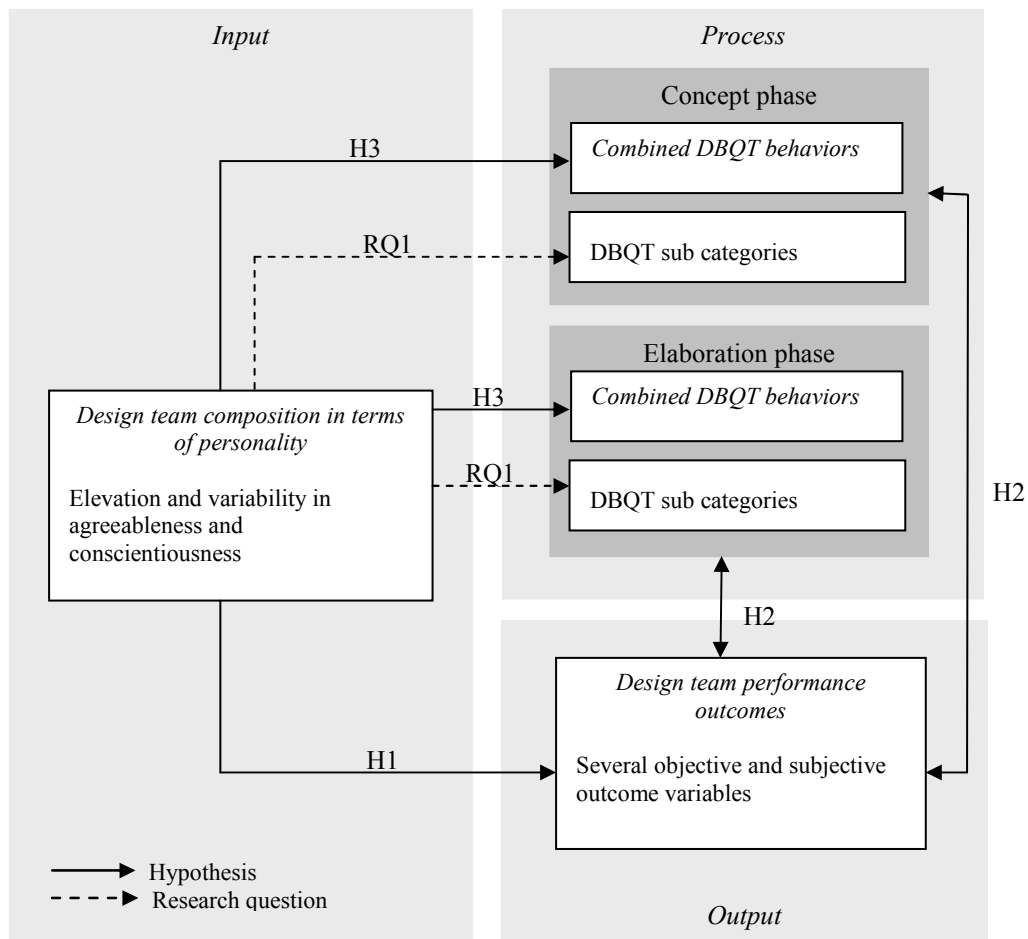 Input
Process
Concept phase
H3
Combined DBQT behaviors
RQ1
DBQT sub categories
Elaboration phase
H3
Combined DBQT behaviors
RQ1
DBQT sub categories
Design team composition in terms
of personality
Elevation and variability in
agreeableness and
conscientiousness
H2
H2
Design team performance
outcomes
Several objective and subjective
outcome variables
H1
Hypothesis
Research question
Output